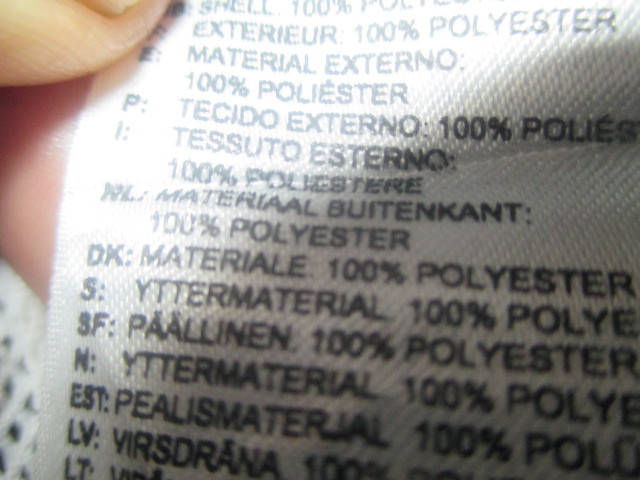 SHELL: 100% POLYESTER
EXTERIEUR: 100% POLYESTER
E: MATERIAL EXTERNO:
100% POLIÉSTER
P: TECIDO EXTERNO: 100% POLIÉS
I: TESSUTO ESTERNO:
100% POLIESTERE
NL: MATERIAAL BUITENKANT:
100% POLYESTER
DK: MATERIALE: 100% POLYESTER
S: YTTERMATERIAL: 100% POLYE
SF: PÄÄLLINEN: 100% POLYESTER
N: YTTERMATERIAL: 100% POLYE
EST: PEALISMATERJAL 100% POLÜ
LV: VIRSDRĀNA 100%
LT: